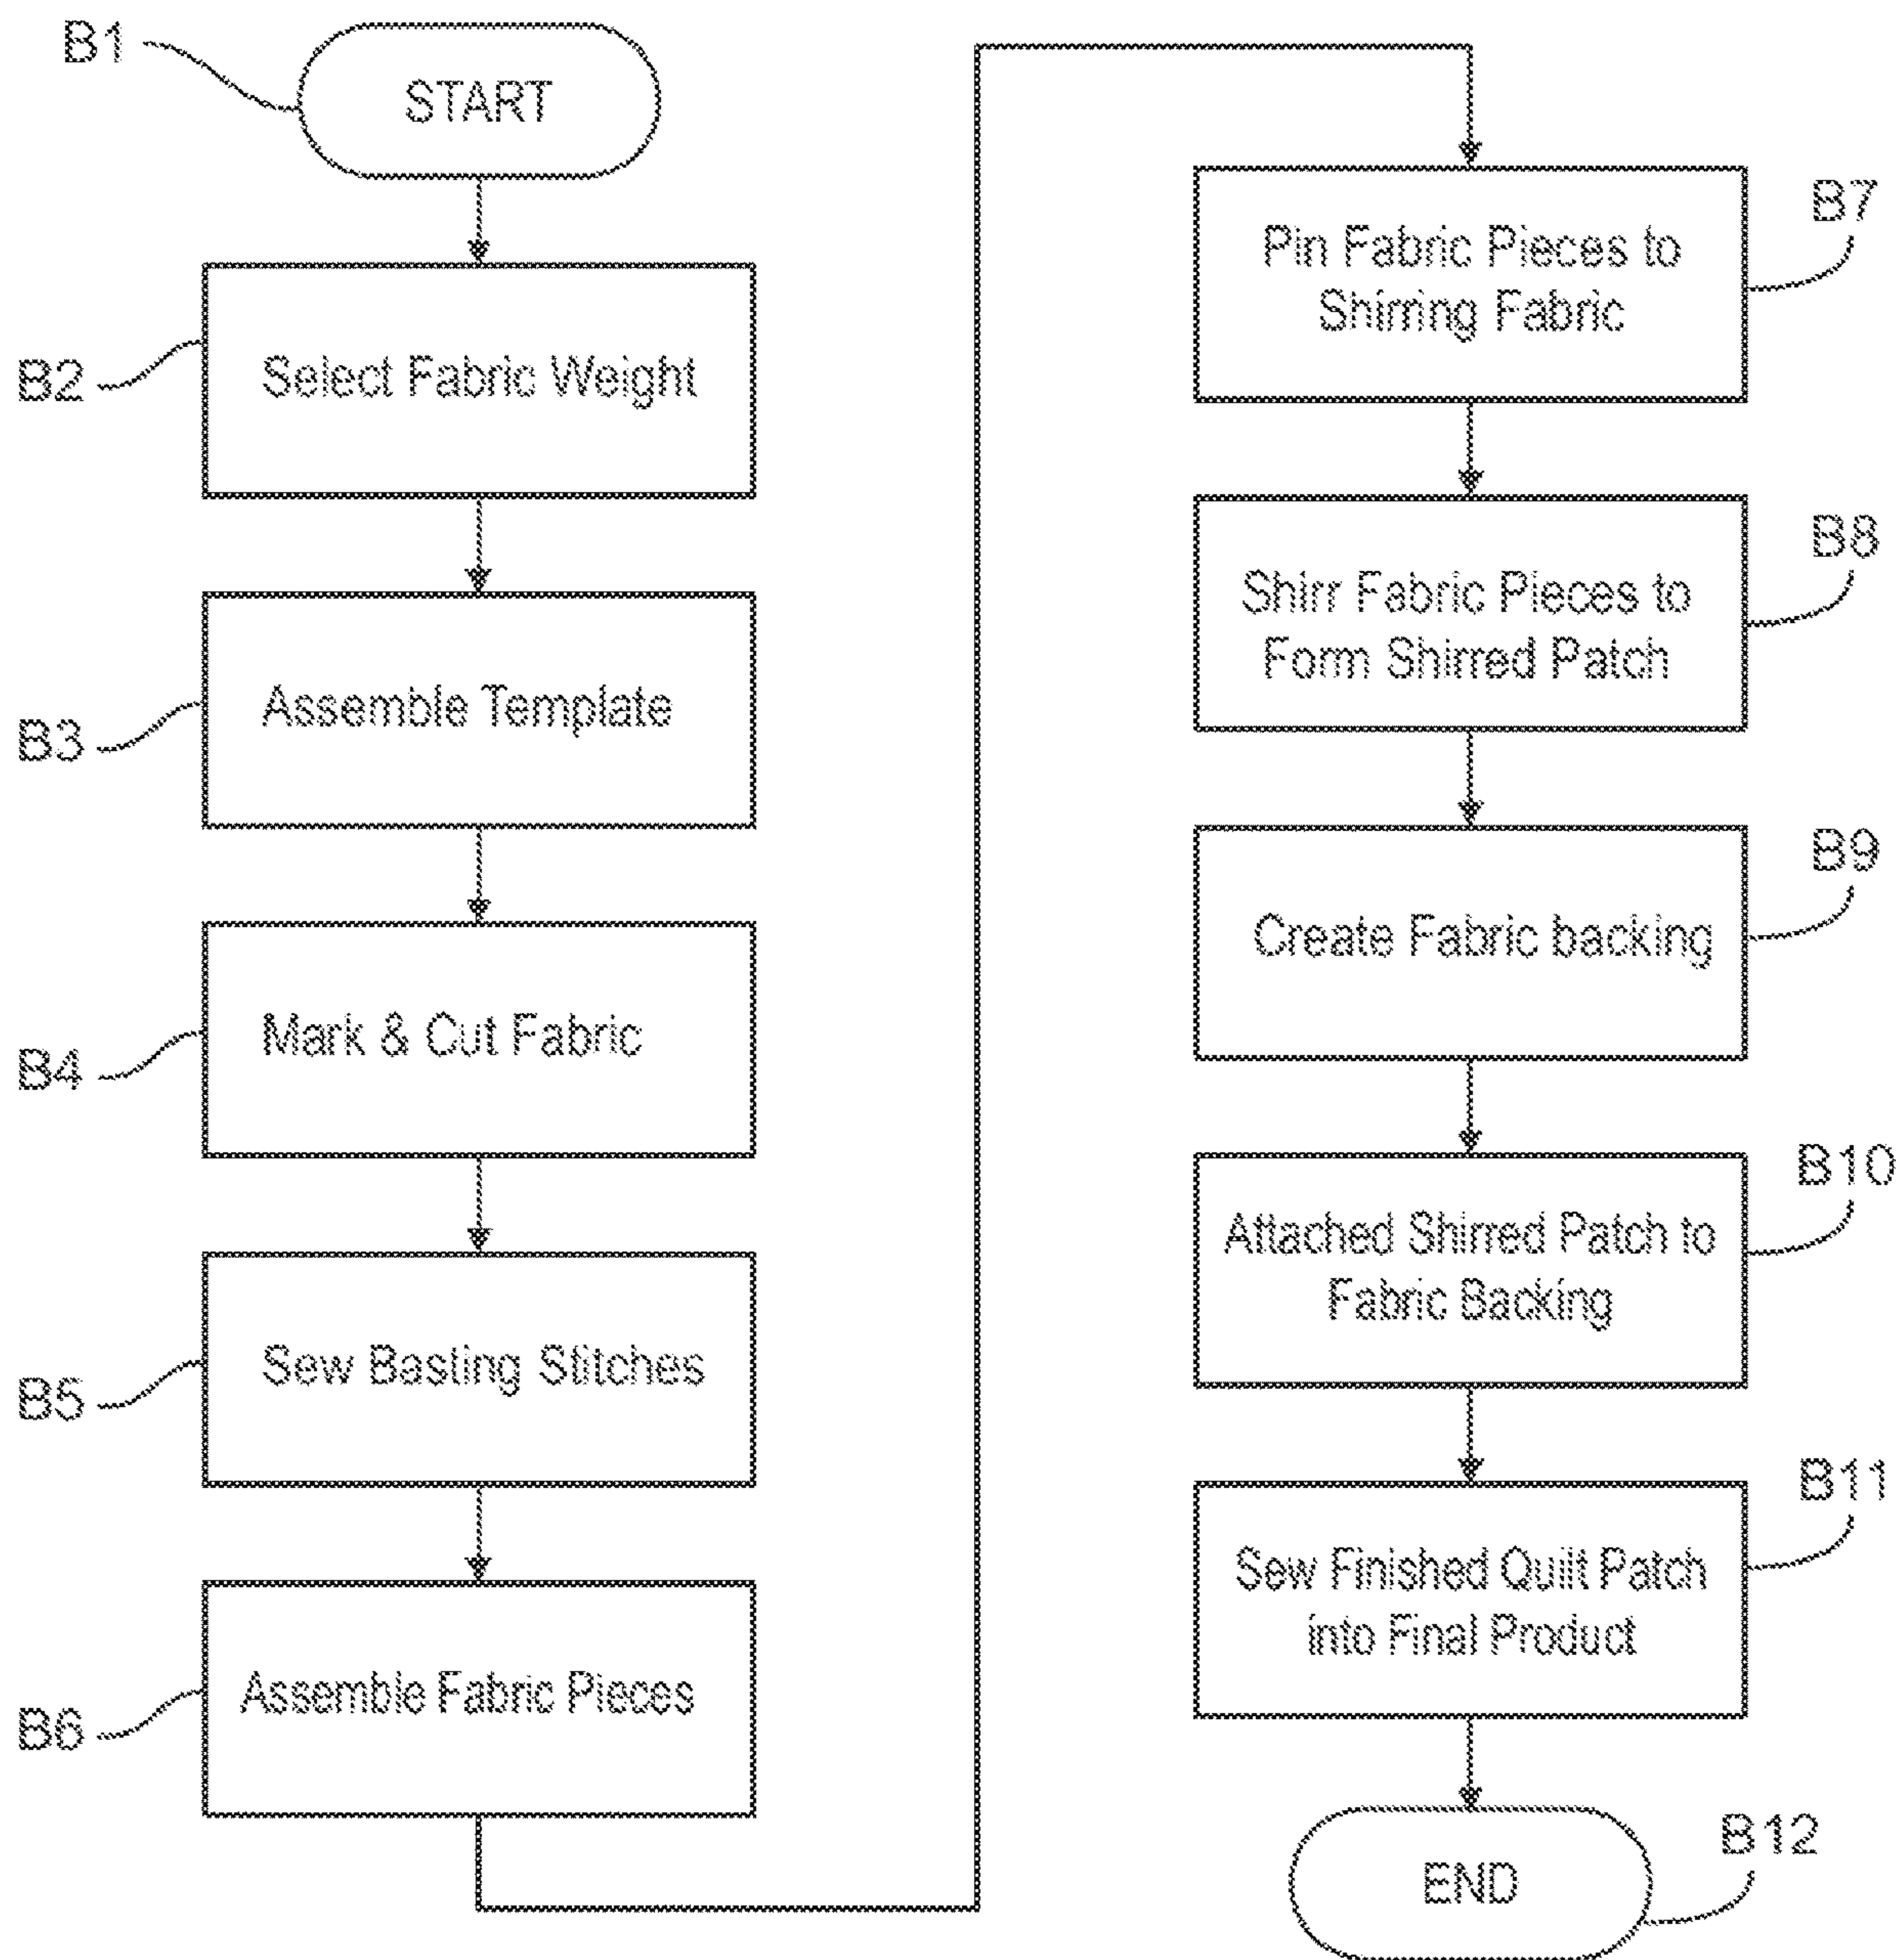 B1
START
B2
Select Fabric Weight
B3
Assemble Template
B4
Mark & Cut Fabric
B5
Sew Basting Stitches
B6
Assemble Fabric Pieces
B7
Pin Fabric Pieces to
Shirring Fabric
B8
Shirr Fabric Pieces to
Form Shirred Patch
B9
Create Fabric backing
B10
Attached Shirred Patch to
Fabric Backing
B11
Sew Finished Quilt Patch
into Final Product
B12
END